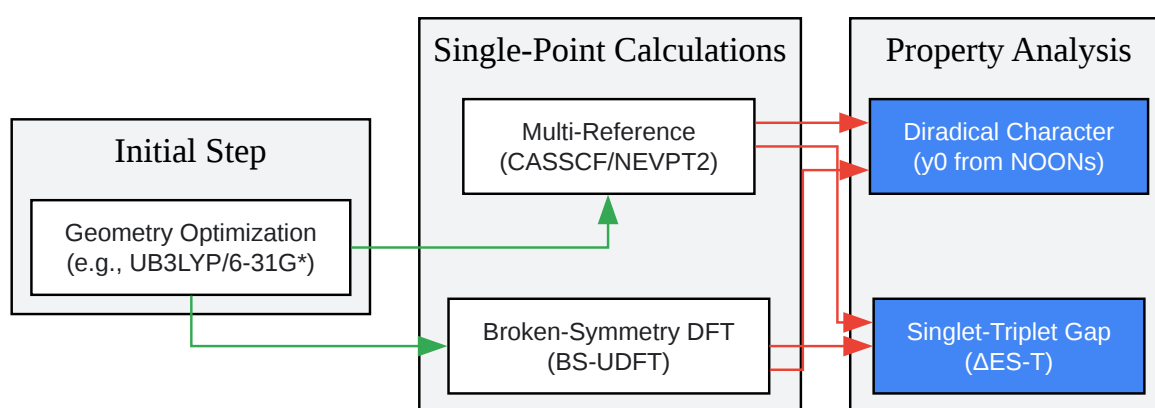 Initial Step
Geometry Optimization
(e.g., UB3LYP/6-31G*)
Single-Point Calculations
Multi-Reference
(CASSCF/NEVPT2)
Broken-Symmetry DFT
(BS-UDFT)
Property Analysis
Diradical Character
(y0 from NOONs)
Singlet-Triplet Gap
(ΔES-T)